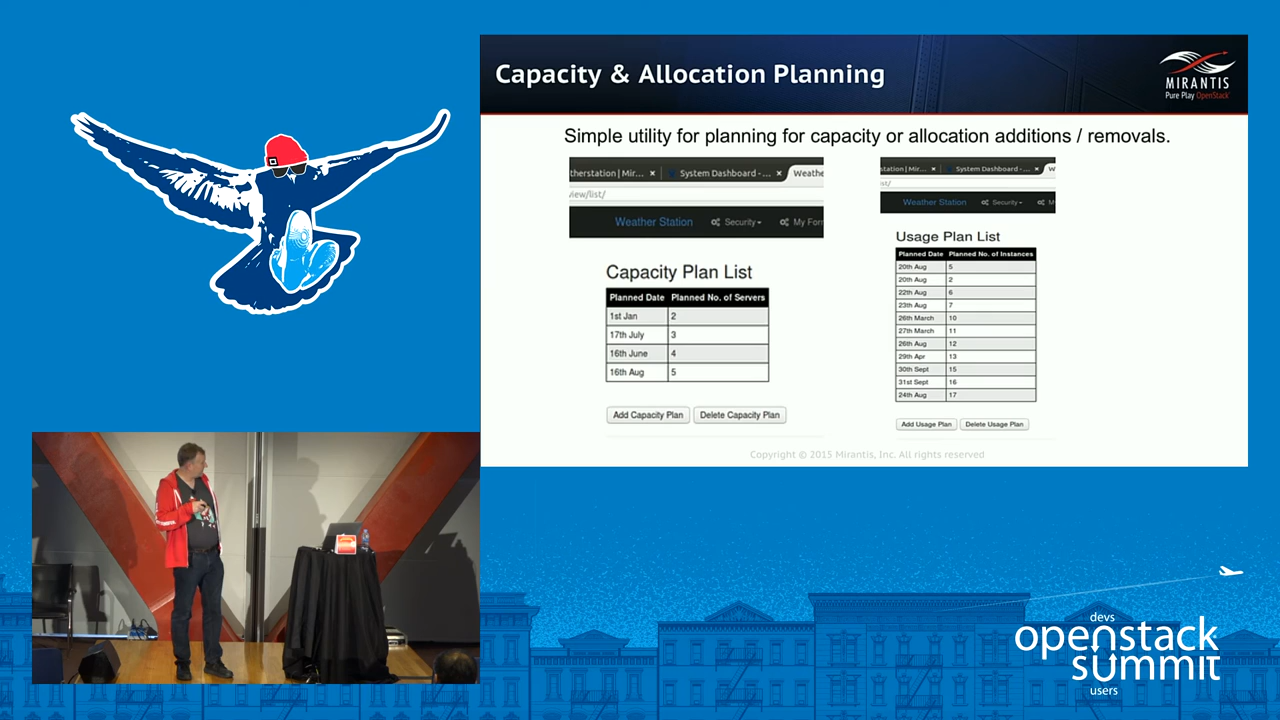 Capacity & Allocation Planning
MIRANTIS
Pure Play OpenStack
Simple utility for planning for capacity or allocation additions / removals.
therstation | Mir... × System Dashboard - ... × Weathe
view/list/
Weather Station Security My Fon
Capacity Plan List
Planned Date Planned No. of Servers
1st Jan 2
17th July 3
16th June 4
16th Aug 5
Add Capacity Plan Delete Capacity Plan
station | Mir... × System Dashboard - ... × W
ist/
Weather Station Security M
Usage Plan List
Planned Date Planned No. of Instances
20th Aug 5
20th Aug 2
22th Aug 6
23th Aug 7
26th March 10
27th March 11
26th Aug 12
29th Apr 13
30th Sept 15
31st Sept 16
24th Aug 17
Add Usage Plan Delete Usage Plan
Copyright © 2015 Mirantis, Inc. All rights reserved
devs
openstack
summit
users